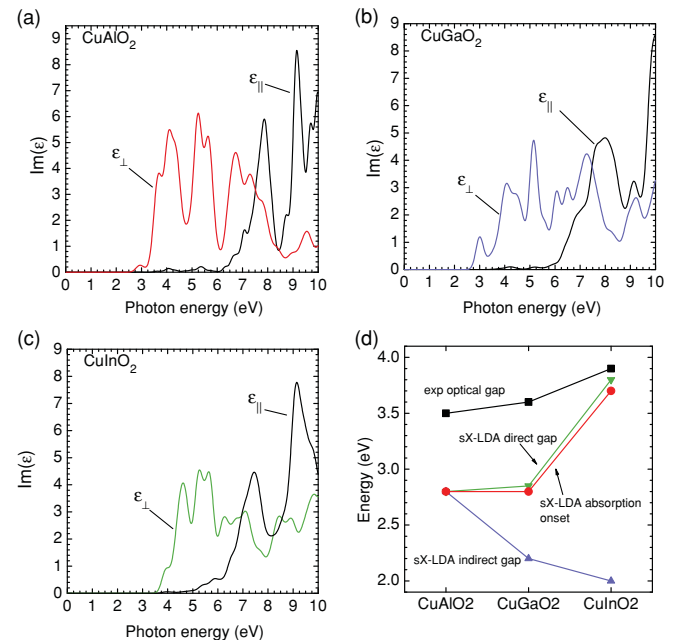 (a)
CuAlO2
Im(ε)
9
8
7
6
5
4
3
2
1
0
ε⊥
ε||
0 1 2 3 4 5 6 7 8 9 10
Photon energy (eV)
(b)
CuGaO2
Im(ε)
9
8
7
6
5
4
3
2
1
0
ε||
ε⊥
0 1 2 3 4 5 6 7 8 9 10
Photon energy (eV)
(c)
CuInO2
Im(ε)
9
8
7
6
5
4
3
2
1
0
ε||
ε⊥
0 1 2 3 4 5 6 7 8 9 10
Photon energy (eV)
(d)
Energy (eV)
4.0
3.5
3.0
2.5
2.0
exp optical gap
sX-LDA direct gap
sX-LDA absorption
onset
sX-LDA indirect gap
CuAlO2 CuGaO2 CuInO2